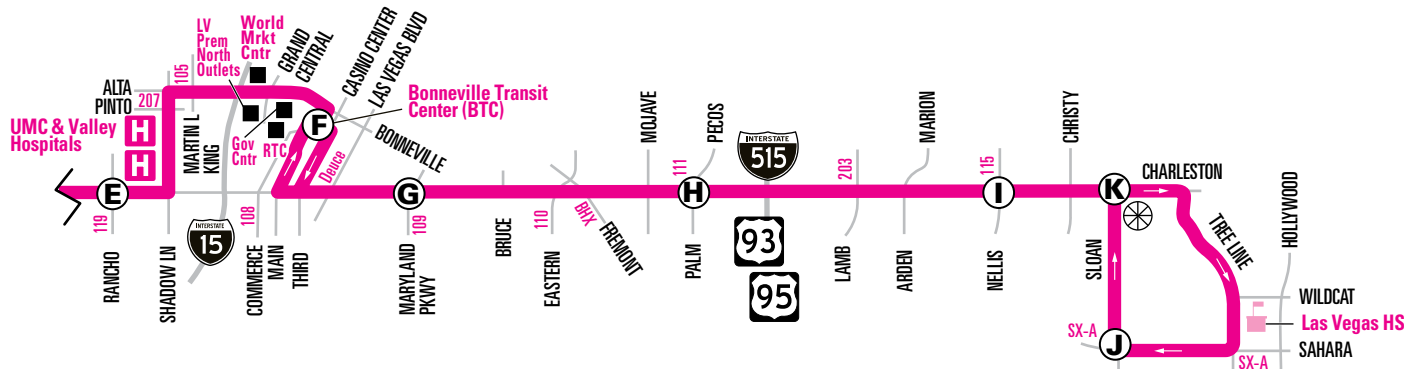 LV
Prem
North
Outlets
World
Mrkt
Cntr
GRAND
CENTRAL
CASINO CENTER
LAS VEGAS BLVD
ALTA
PINTO
207
105
UMC & Valley
Hospitals
H
H
MARTIN L
KING
Gov
Cntr
RTC
F
Bonneville Transit
Center (BTC)
Deuce
BONNEVILLE
E
119
RANCHO
SHADOW LN
INTERSTATE
15
108
COMMERCE
MAIN
THIRD
G
109
MARYLAND
PKWY
BRUCE
110
EASTERN
BHX
FREMONT
MOJAVE
111
PECOS
H
PALM
INTERSTATE
515
93
95
203
LAMB
MARION
ARDEN
115
I
NELLIS
CHRISTY
K
CHARLESTON
SLOAN
TREE LINE
HOLLYWOOD
WILDCAT
Las Vegas HS
SX-A
J
SX-A
SAHARA